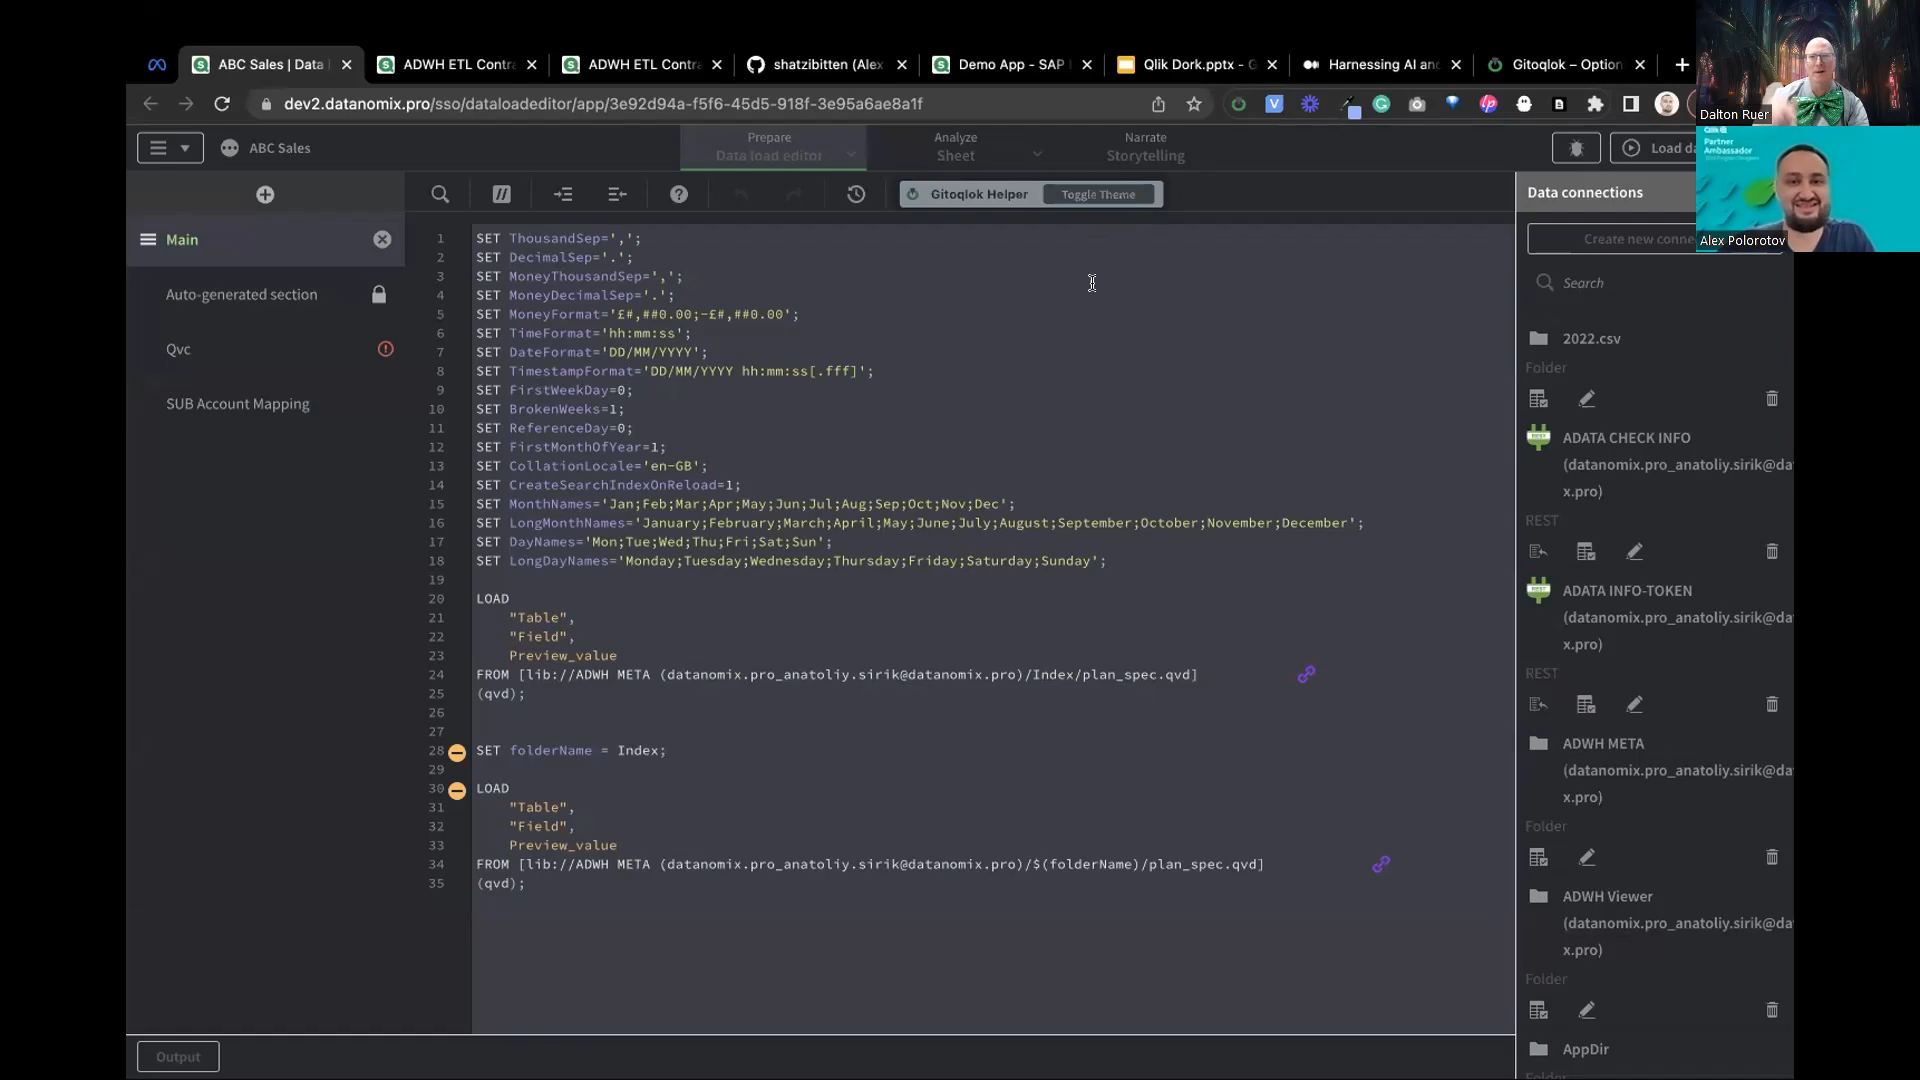 ABC Sales | Data
ADWH ETL Contra
ADWH ETL Contra
shatzibitten (Alex
Demo App - SAP
Qlik Dork.pptx - G
Harnessing AI and
Gitoqlok – Option
dev2.datanomix.pro/sso/dataloadeditor/app/3e92d94a-f5f6-45d5-918f-3e95a6ae8a1f
Dalton Ruer
Qlik
Partner
Ambassador
Alex Polorotov
ABC Sales
Prepare
Data load editor
Analyze
Sheet
Narrate
Storytelling
Load da
Gitoqlok Helper
Toggle Theme
Main
Auto-generated section
Qvc
SUB Account Mapping
1 SET ThousandSep=',';
2 SET DecimalSep='.';
3 SET MoneyThousandSep=',';
4 SET MoneyDecimalSep='.';
5 SET MoneyFormat='£#,##0.00;-£#,##0.00';
6 SET TimeFormat='hh:mm:ss';
7 SET DateFormat='DD/MM/YYYY';
8 SET TimestampFormat='DD/MM/YYYY hh:mm:ss[.fff]';
9 SET FirstWeekDay=0;
10 SET BrokenWeeks=1;
11 SET ReferenceDay=0;
12 SET FirstMonthOfYear=1;
13 SET CollationLocale='en-GB';
14 SET CreateSearchIndexOnReload=1;
15 SET MonthNames='Jan;Feb;Mar;Apr;May;Jun;Jul;Aug;Sep;Oct;Nov;Dec';
16 SET LongMonthNames='January;February;March;April;May;June;July;August;September;October;November;December';
17 SET DayNames='Mon;Tue;Wed;Thu;Fri;Sat;Sun';
18 SET LongDayNames='Monday;Tuesday;Wednesday;Thursday;Friday;Saturday;Sunday';
19
20 LOAD
21 "Table",
22 "Field",
23 Preview_value
24 FROM [lib://ADWH META (datanomix.pro_anatoliy.sirik@datanomix.pro)/Index/plan_spec.qvd]
25 (qvd);
26
27
28 SET folderName = Index;
29
30 LOAD
31 "Table",
32 "Field",
33 Preview_value
34 FROM [lib://ADWH META (datanomix.pro_anatoliy.sirik@datanomix.pro)/$(folderName)/plan_spec.qvd]
35 (qvd);
Output
Data connections
Create new conne
Search
2022.csv
Folder
ADATA CHECK INFO
(datanomix.pro_anatoliy.sirik@da
x.pro)
REST
ADATA INFO-TOKEN
(datanomix.pro_anatoliy.sirik@da
x.pro)
REST
ADWH META
(datanomix.pro_anatoliy.sirik@da
x.pro)
Folder
ADWH Viewer
(datanomix.pro_anatoliy.sirik@da
x.pro)
Folder
AppDir
Folder